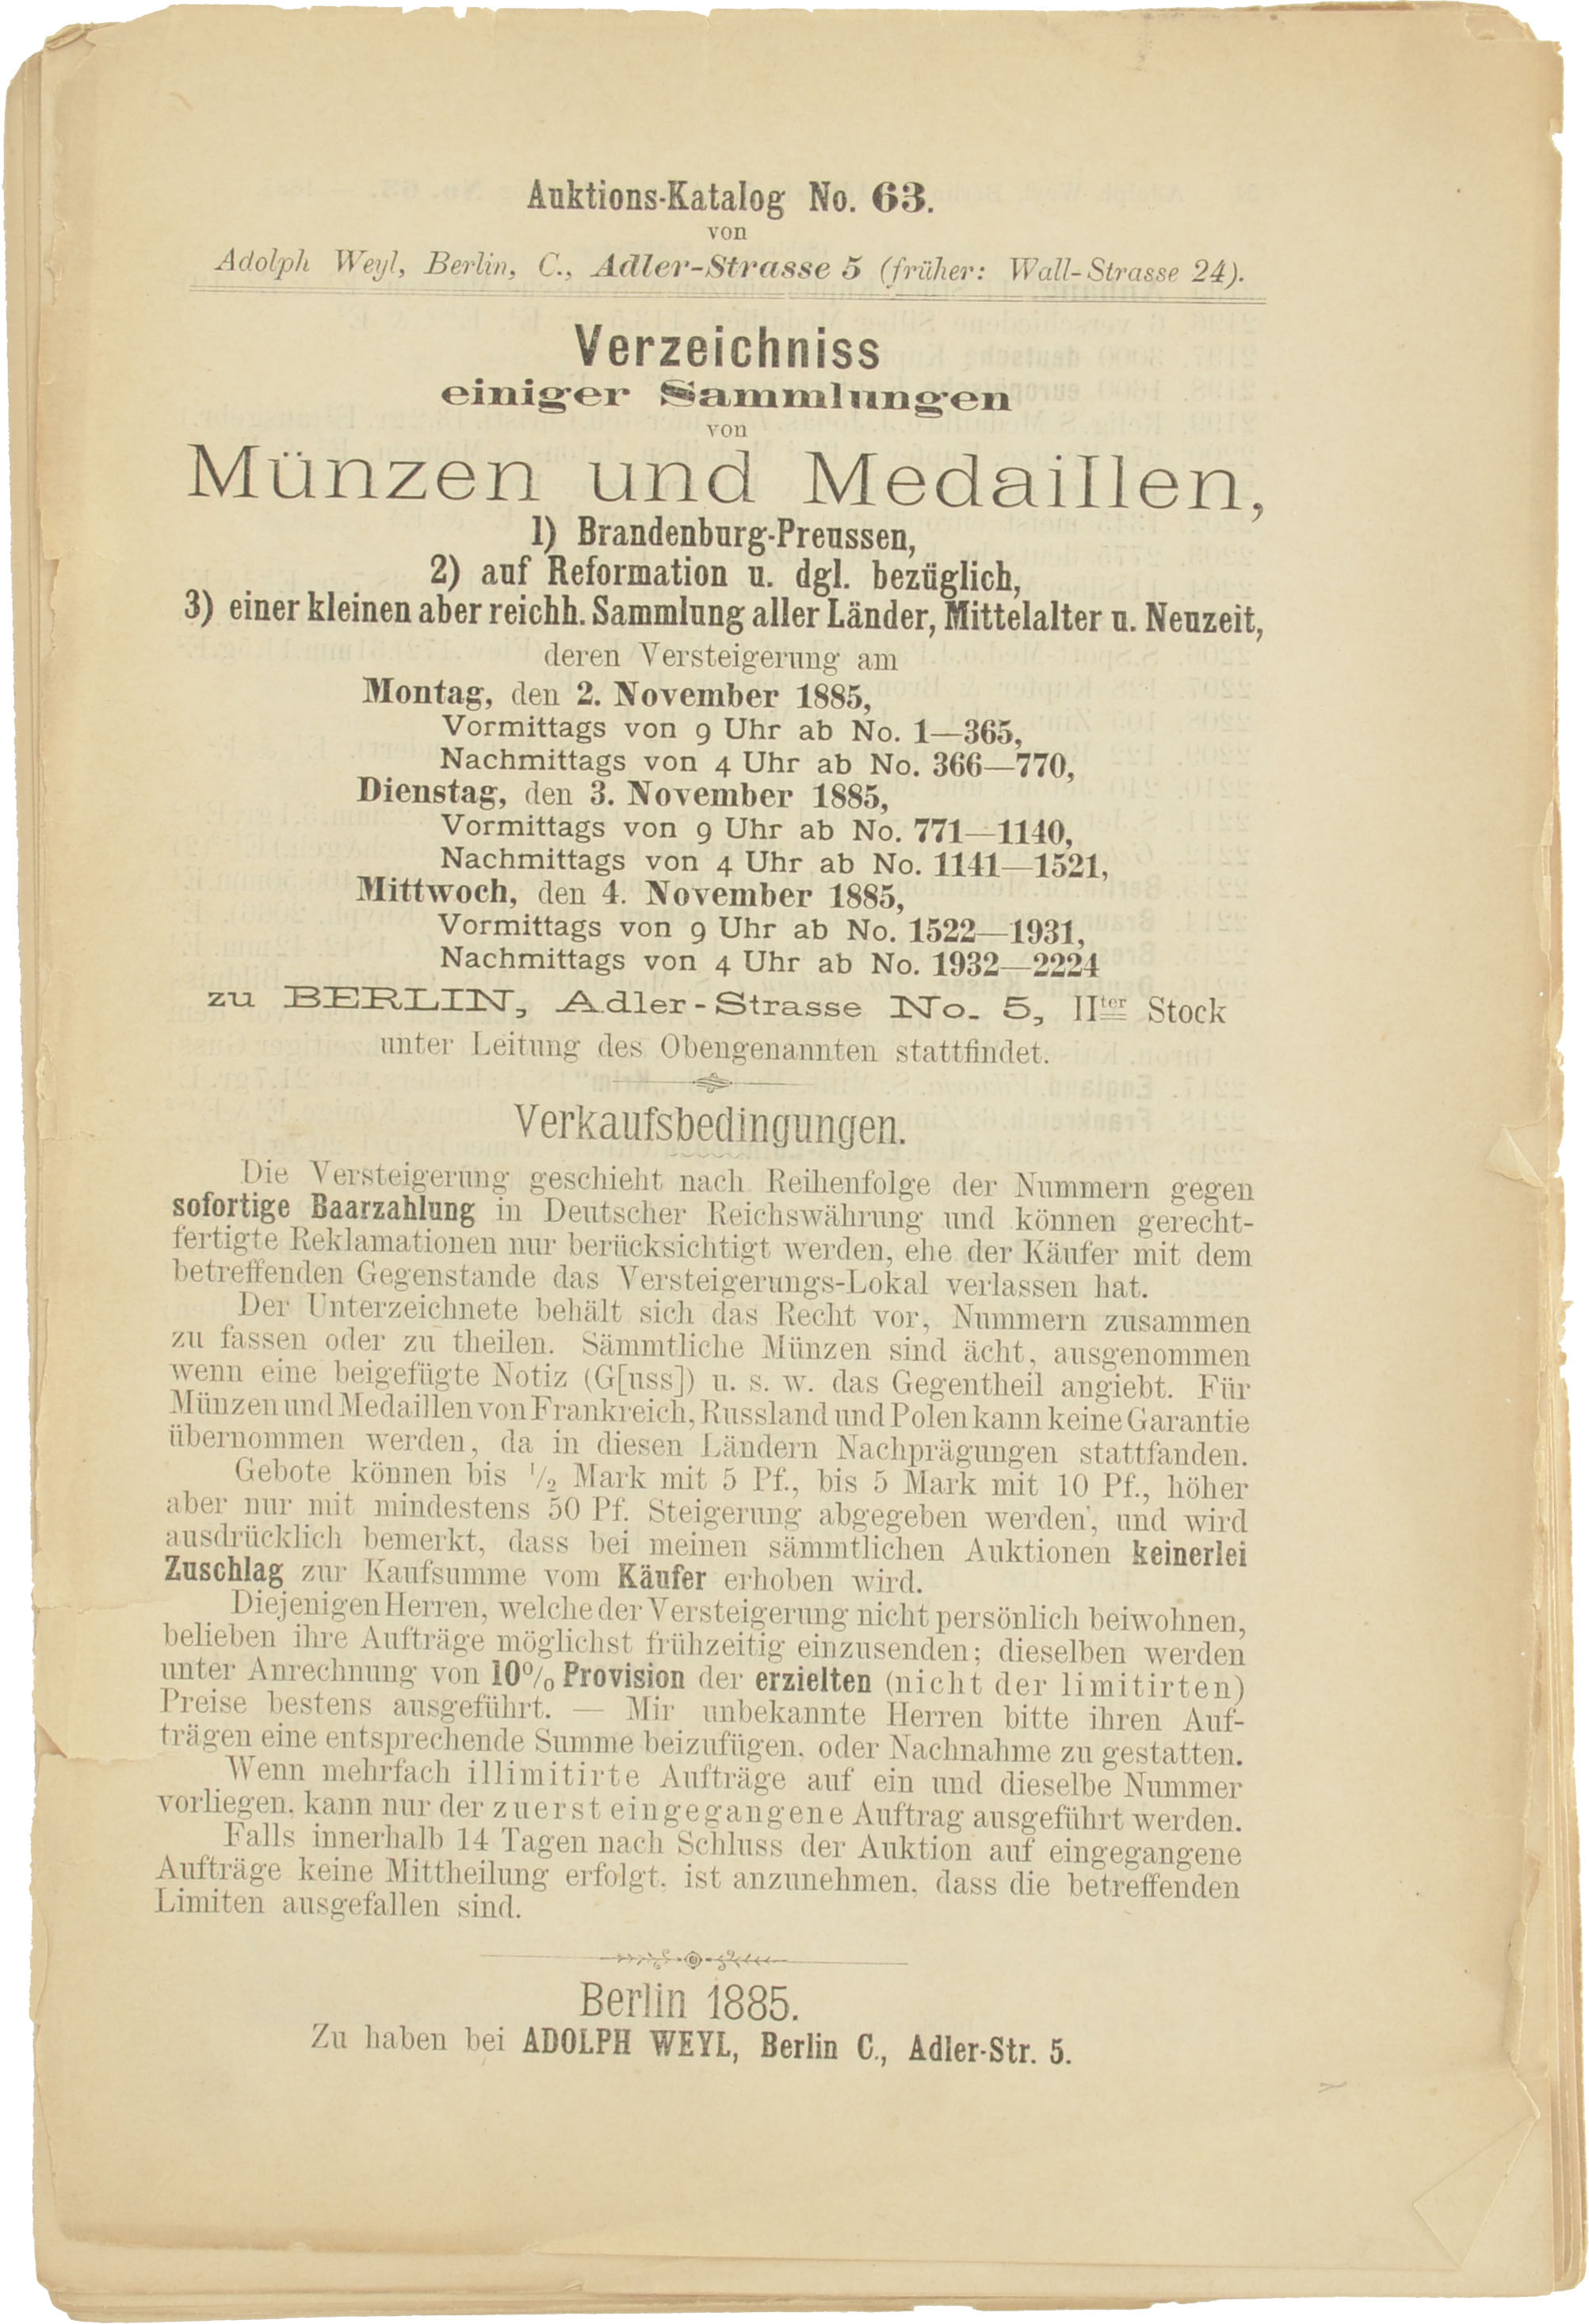 Auktions-Katalog No. 63.
von
Adolph Weyl, Berlin, C., Adler-Strasse 5 (früher: Wall-Strasse 24).
Verzeichniss
einiger Sammlungen
von
Münzen und Medaillen,
1) Brandenburg-Preussen,
2) auf Reformation u. dgl. bezüglich,
3) einer kleinen aber reichh. Sammlung aller Länder, Mittelalter u. Neuzeit,
deren Versteigerung am
Montag, den 2. November 1885,
Vormittags von 9 Uhr ab No. 1—365,
Nachmittags von 4 Uhr ab No. 366—770,
Dienstag, den 3. November 1885,
Vormittags von 9 Uhr ab No. 771—1140,
Nachmittags von 4 Uhr ab No. 1141—1521,
Mittwoch, den 4. November 1885,
Vormittags von 9 Uhr ab No. 1522—1931,
Nachmittags von 4 Uhr ab No. 1932—2224
zu BERLIN, Adler-Strasse No. 5, IIter Stock
unter Leitung des Obengenannten stattfindet.
Verkaufsbedingungen.
Die Versteigerung geschieht nach Reihenfolge der Nummern gegen
sofortige Baarzahlung in Deutscher Reichswährung und können gerecht-
fertigte Reklamationen nur berücksichtigt werden, ehe der Käufer mit dem
betreffenden Gegenstande das Versteigerungs-Lokal verlassen hat.
Der Unterzeichnete behält sich das Recht vor, Nummern zusammen
zu fassen oder zu theilen. Sämmtliche Münzen sind ächt, ausgenommen
wenn eine beigefügte Notiz (G[uss]) u. s. w. das Gegentheil angiebt. Für
Münzen und Medaillen von Frankreich, Russland und Polen kann keine Garantie
übernommen werden, da in diesen Ländern Nachprägungen stattfanden.
Gebote können bis 1/2 Mark mit 5 Pf., bis 5 Mark mit 10 Pf., höher
aber nur mit mindestens 50 Pf. Steigerung abgegeben werden, und wird
ausdrücklich bemerkt, dass bei meinen sämmtlichen Auktionen keinerlei
Zuschlag zur Kaufsumme vom Käufer erhoben wird.
Diejenigen Herren, welche der Versteigerung nicht persönlich beiwohnen,
belieben ihre Aufträge möglichst frühzeitig einzusenden; dieselben werden
unter Anrechnung von 10% Provision der erzielten (nicht der limitirten)
Preise bestens ausgeführt. — Mir unbekannte Herren bitte ihren Auf-
trägen eine entsprechende Summe beizufügen, oder Nachnahme zu gestatten.
Wenn mehrfach illimitirte Aufträge auf ein und dieselbe Nummer
vorliegen, kann nur der zuerst eingegangene Auftrag ausgeführt werden.
Falls innerhalb 14 Tagen nach Schluss der Auktion auf eingegangene
Aufträge keine Mittheilung erfolgt, ist anzunehmen, dass die betreffenden
Limiten ausgefallen sind.
Berlin 1885.
Zu haben bei ADOLPH WEYL, Berlin C., Adler-Str. 5.